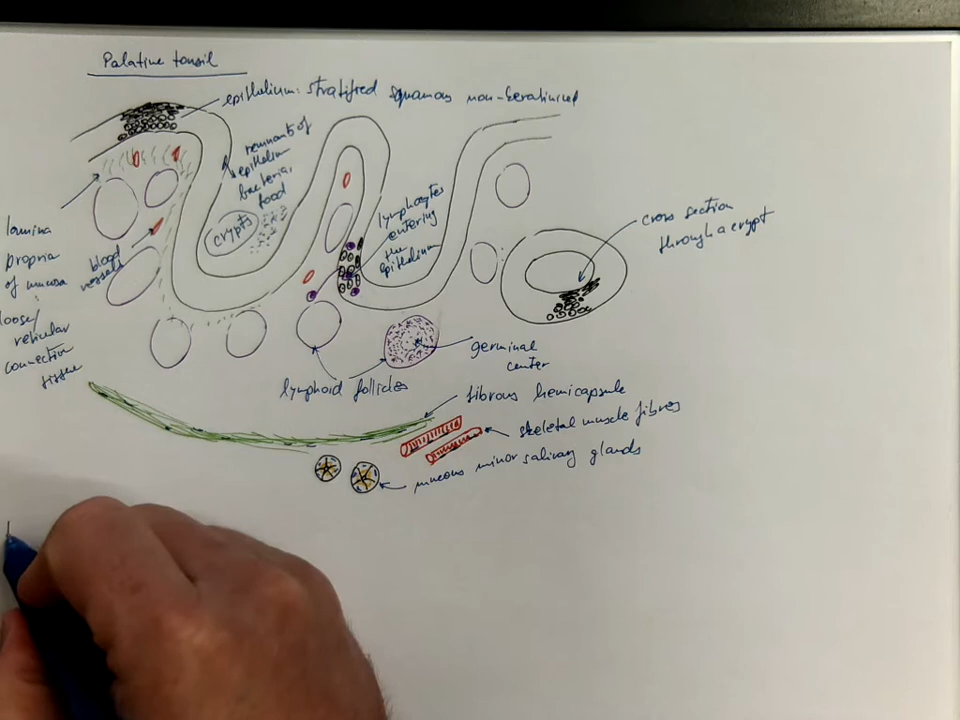 Palatine tonsil
epithelium: stratified squamous non-keratinized
remnants of
epithelium
bacteria,
food
crypts
lymphocytes
entering
the
epithelium
cross section
through a crypt
lamina
propria
of mucosa
loose/
reticular
connective
tissue
blood
vessels
germinal
center
lymphoid follicles
fibrous hemicapsule
skeletal muscle fibres
mucous minor salivary glands